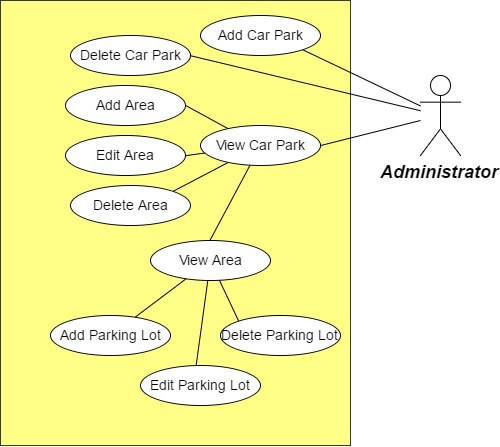 Add Car Park
Delete Car Park
Add Area
View Car Park
Edit Area
Administrator
Delete Area
View Area
Add Parking Lot
Delete Parking Lot
Edit Parking Lot